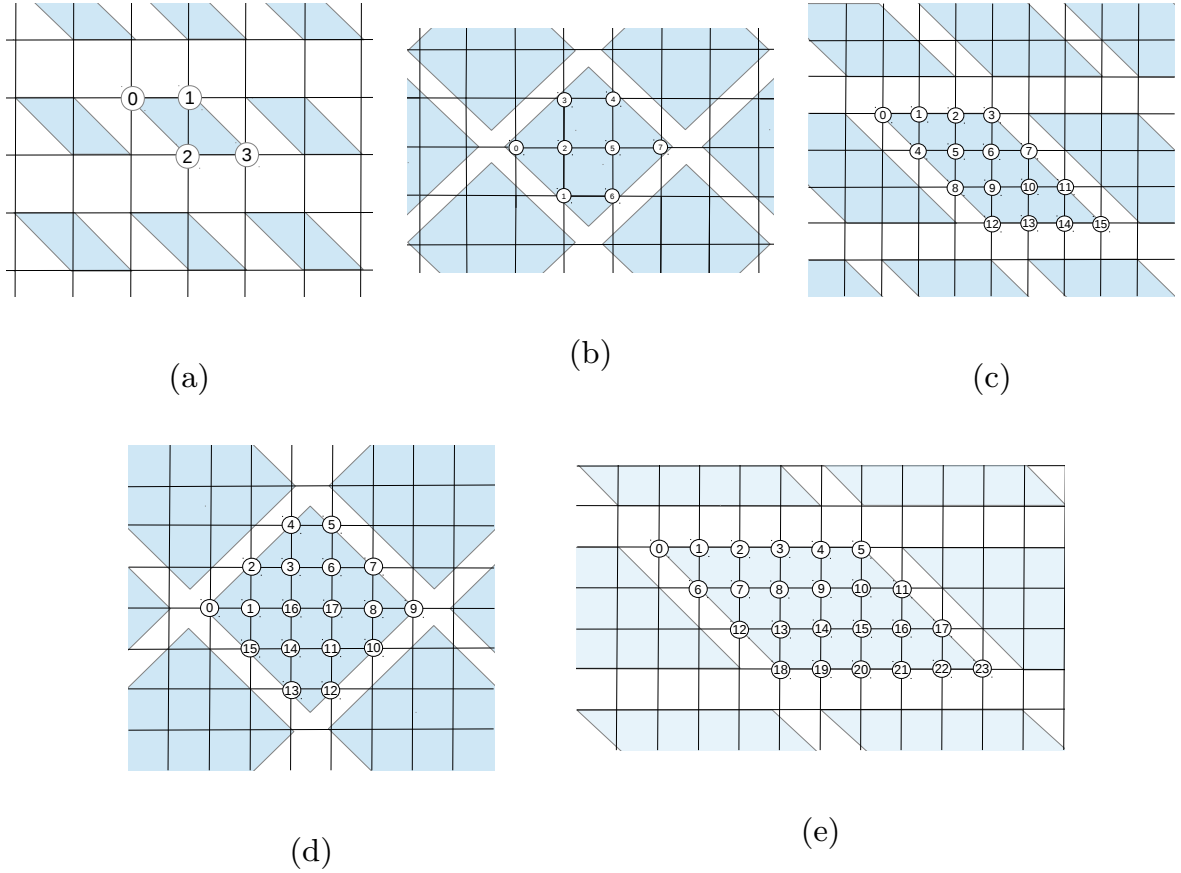 0 1
2 3
(a)
3 4
0 2 5 7
1 6
(b)
0 1 2 3
4 5 6 7
8 9 10 11
12 13 14 15
(c)
4 5
2 3 6 7
0 1 16 17 8 9
15 14 11 10
13 12
(d)
0 1 2 3 4 5
6 7 8 9 10 11
12 13 14 15 16 17
18 19 20 21 22 23
(e)